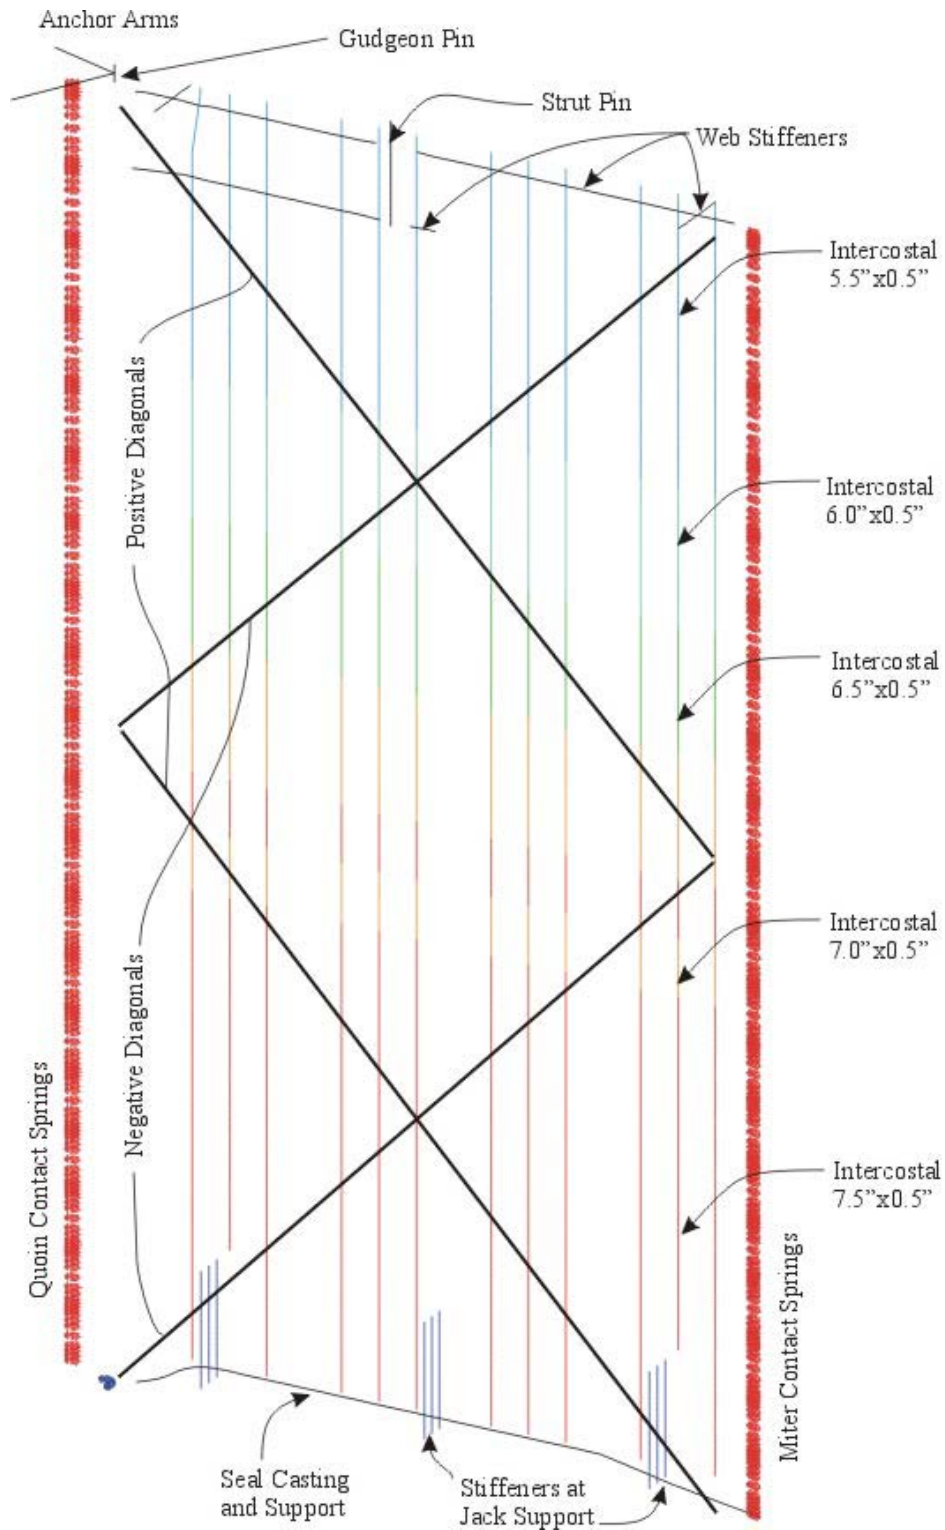 Anchor Arms
Gudgeon Pin
Strut Pin
Web Stiffeners
Intercostal
5.5"x0.5"
Positive Diagonals
Intercostal
6.0"x0.5"
Intercostal
6.5"x0.5"
Intercostal
7.0"x0.5"
Negative Diagonals
Quoin Contact Springs
Intercostal
7.5"x0.5"
Miter Contact Springs
Seal Casting
and Support
Stiffeners at
Jack Support